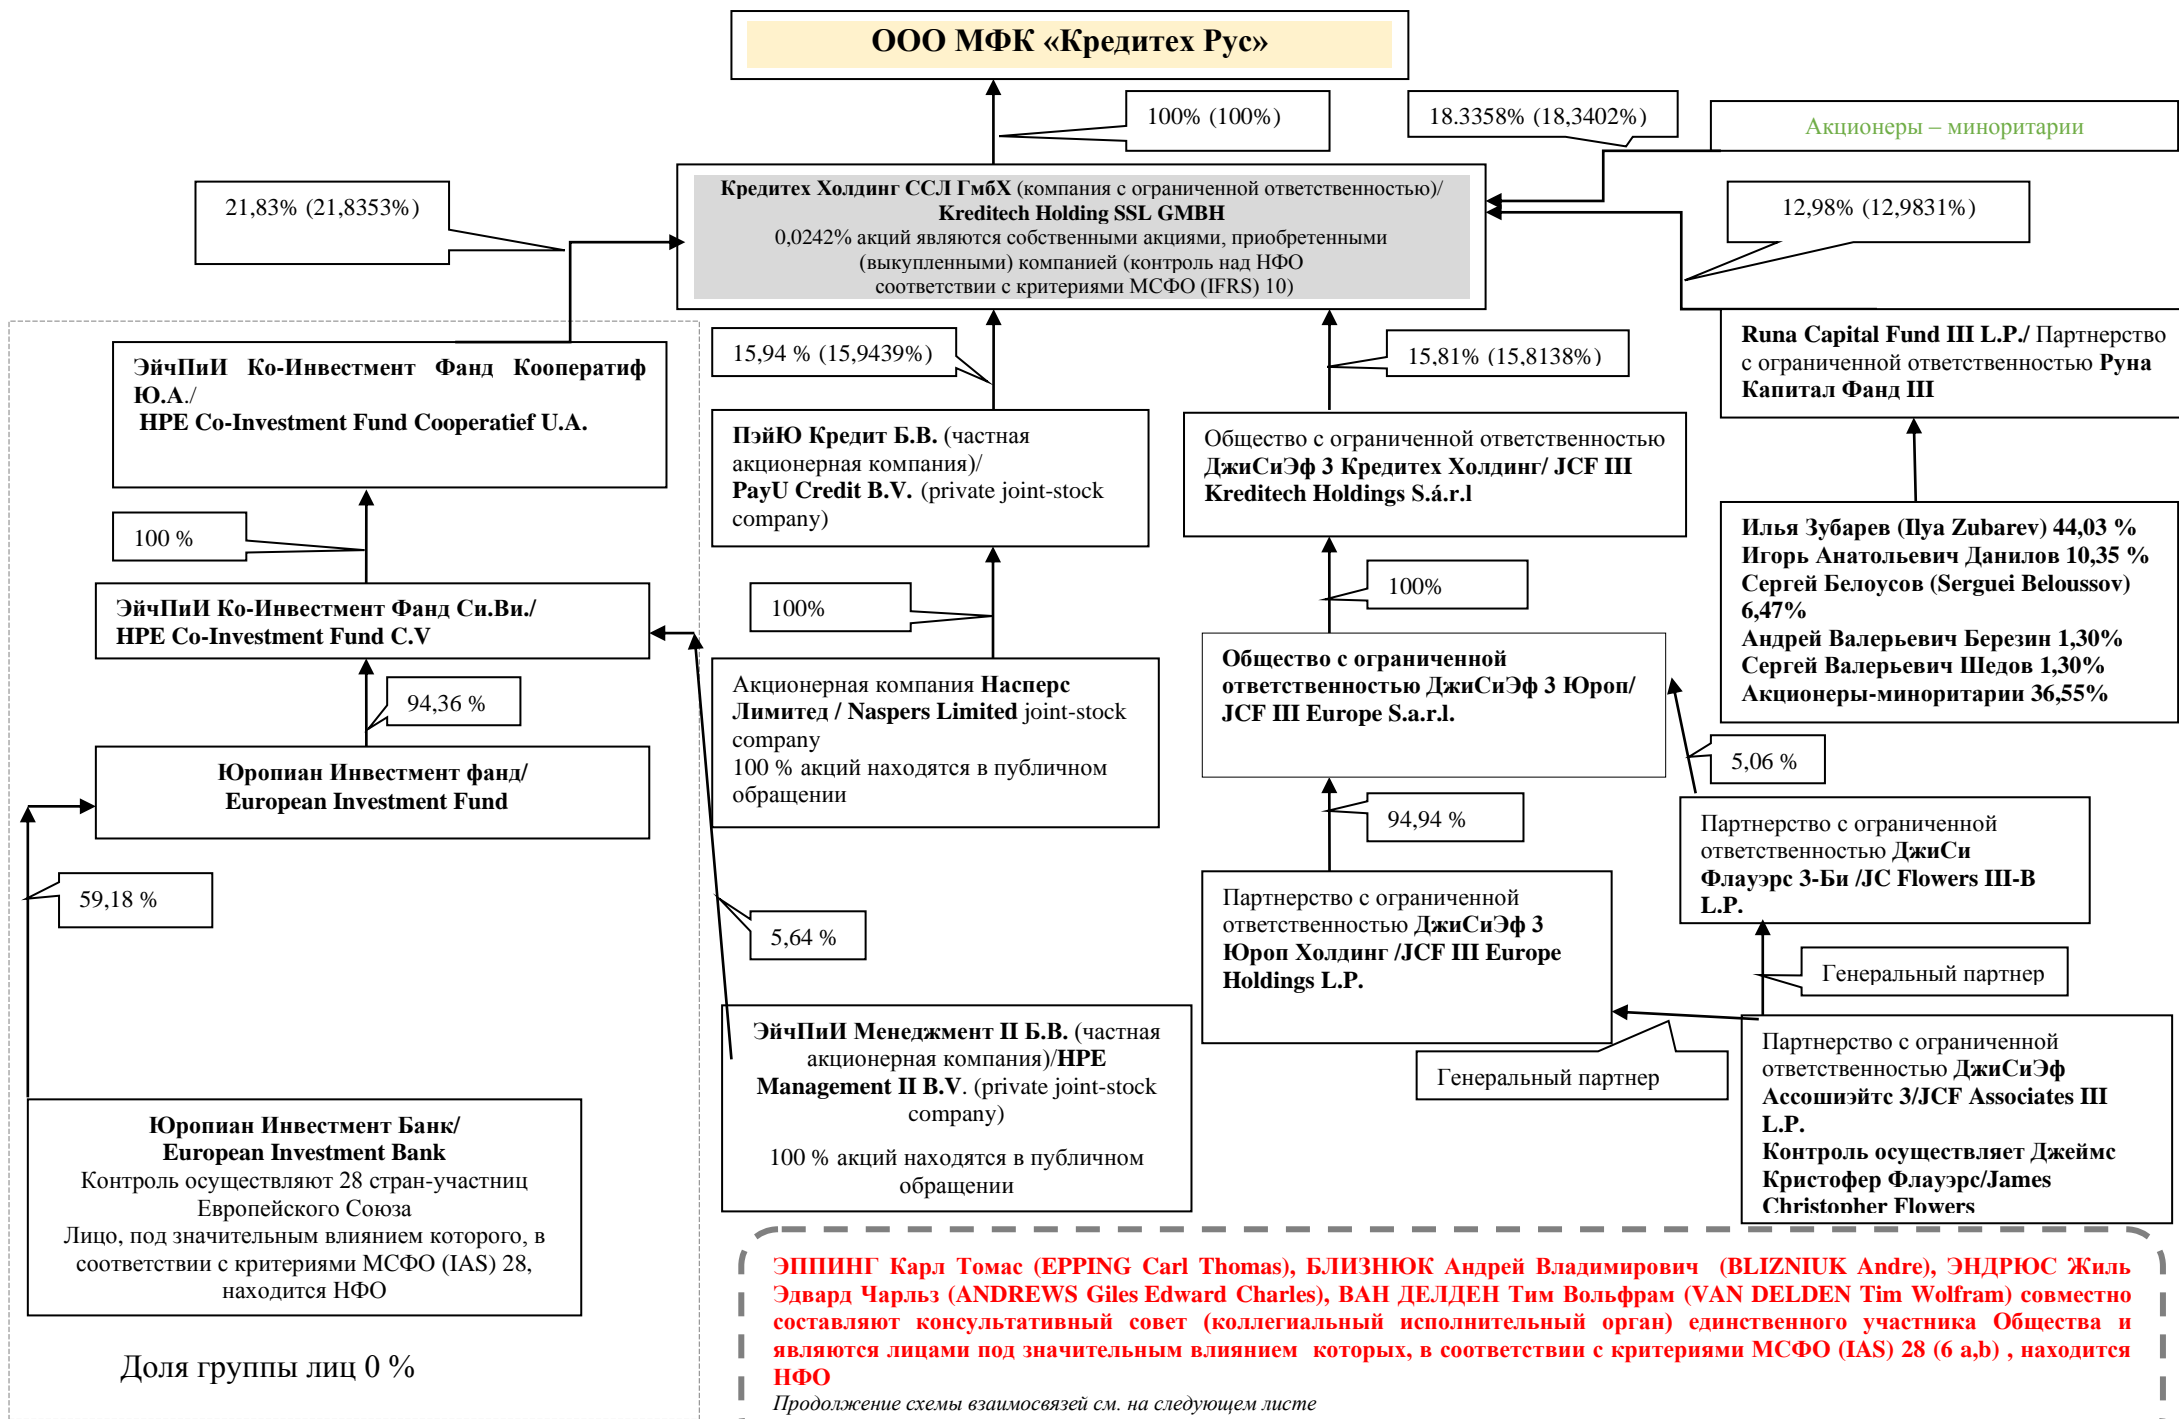 ООО МФК «Кредитех Рус»
100% (100%)
18.3358% (18,3402%)
Акционеры – миноритарии
21,83% (21,8353%)
Кредитех Холдинг ССЛ ГмбХ (компания с ограниченной ответственностью)/
Kreditech Holding SSL GMBH
0,0242% акций являются собственными акциями, приобретенными
(выкупленными) компанией (контроль над НФО
соответствии с критериями МСФО (IFRS) 10)
12,98% (12,9831%)
ЭйчПиИ Ко-Инвестмент Фанд Кооператиф
Ю.А./
HPE Co-Investment Fund Cooperatief U.A.
15,94 % (15,9439%)
15,81% (15,8138%)
Runa Capital Fund III L.P./ Партнерство
с ограниченной ответственностью Руна
Капитал Фанд III
ПэйЮ Кредит Б.В. (частная
акционерная компания)/
PayU Credit B.V. (private joint-stock
company)
Общество с ограниченной ответственностью
ДжиСиЭф 3 Кредитех Холдинг/ JCF III
Kreditech Holdings S.á.r.l
100 %
100%
100%
Илья Зубарев (Ilya Zubarev) 44,03 %
Игорь Анатольевич Данилов 10,35 %
Сергей Белоусов (Serguei Beloussov)
6,47%
Андрей Валерьевич Березин 1,30%
Сергей Валерьевич Шедов 1,30%
Акционеры-миноритарии 36,55%
ЭйчПиИ Ко-Инвестмент Фанд Си.Ви./
HPE Co-Investment Fund C.V
94,36 %
Акционерная компания Насперс
Лимитед / Naspers Limited joint-stock
company
100 % акций находятся в публичном
обращении
Общество с ограниченной
ответственностью ДжиСиЭф 3 Юроп/
JCF III Europe S.a.r.l.
5,06 %
Юропиан Инвестмент фанд/
European Investment Fund
94,94 %
Партнерство с ограниченной
ответственностью ДжиСи
Флауэрс 3-Би /JC Flowers III-B
L.P.
59,18 %
5,64 %
Партнерство с ограниченной
ответственностью ДжиСиЭф 3
Юроп Холдинг /JCF III Europe
Holdings L.P.
Генеральный партнер
ЭйчПиИ Менеджмент II Б.В. (частная
акционерная компания)/HPE
Management II B.V. (private joint-stock
company)
100 % акций находятся в публичном
обращении
Генеральный партнер
Партнерство с ограниченной
ответственностью ДжиСиЭф
Ассошиэйтс 3/JCF Associates III
L.P.
Контроль осуществляет Джеймс
Кристофер Флауэрс/James
Christopher Flowers
Юропиан Инвестмент Банк/
European Investment Bank
Контроль осуществляют 28 стран-участниц
Европейского Союза
Лицо, под значительным влиянием которого, в
соответствии с критериями МСФО (IAS) 28,
находится НФО
Доля группы лиц 0 %
ЭППИНГ Карл Томас (EPPING Carl Thomas), БЛИЗНЮК Андрей Владимирович (BLIZNIUK Andre), ЭНДРЮС Жиль
Эдвард Чарльз (ANDREWS Giles Edward Charles), ВАН ДЕЛДЕН Тим Вольфрам (VAN DELDEN Tim Wolfram) совместно
составляют консультативный совет (коллегиальный исполнительный орган) единственного участника Общества и
являются лицами под значительным влиянием которых, в соответствии с критериями МСФО (IAS) 28 (6 a,b) , находится
НФО
Продолжение схемы взаимосвязей см. на следующем листе